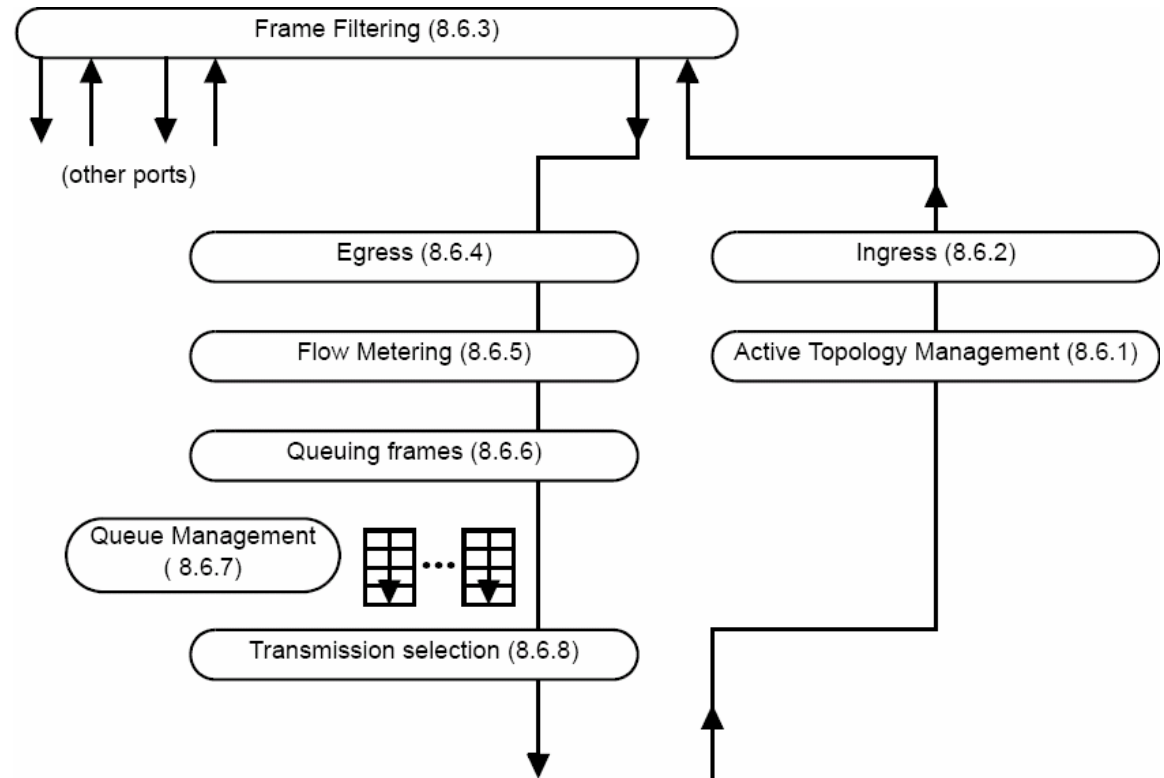 Frame Filtering (8.6.3)
(other ports)
Egress (8.6.4)
Ingress (8.6.2)
Flow Metering (8.6.5)
Active Topology Management (8.6.1)
Queuing frames (8.6.6)
Queue Management
( 8.6.7)
Transmission selection (8.6.8)